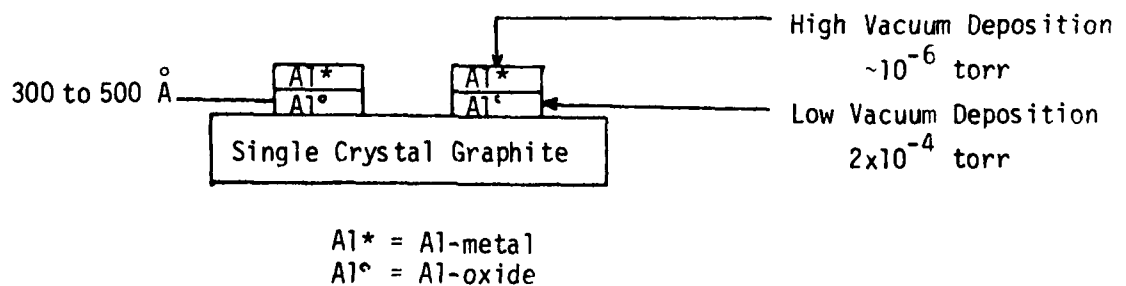 High Vacuum Deposition
~10⁻⁶ torr
Al* Al*
300 to 500 Å
Al° Al°
Low Vacuum Deposition
2x10⁻⁴ torr
Single Crystal Graphite
Al* = Al-metal
Al° = Al-oxide